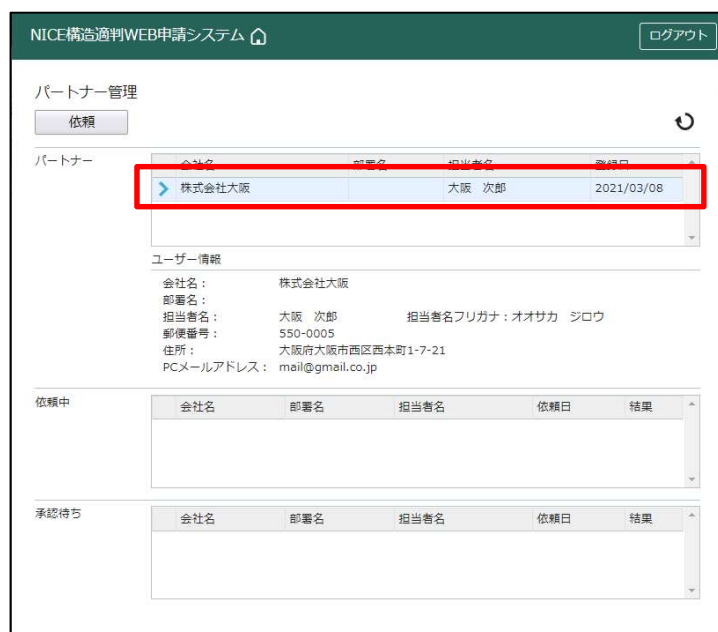 NICE構造適判WEB申請システム
ログアウト
パートナー管理
依頼
パートナー
会社名 部署名 担当者名 登録日
株式会社大阪 大阪 次郎 2021/03/08
ユーザー情報
会社名： 株式会社大阪
部署名：
担当者名： 大阪 次郎 担当者名フリガナ：オオサカ ジロウ
郵便番号： 550-0005
住所： 大阪府大阪市西区西本町1-7-21
PCメールアドレス： mail@gmail.co.jp
依頼中
会社名 部署名 担当者名 依頼日 結果
承認待ち
会社名 部署名 担当者名 依頼日 結果